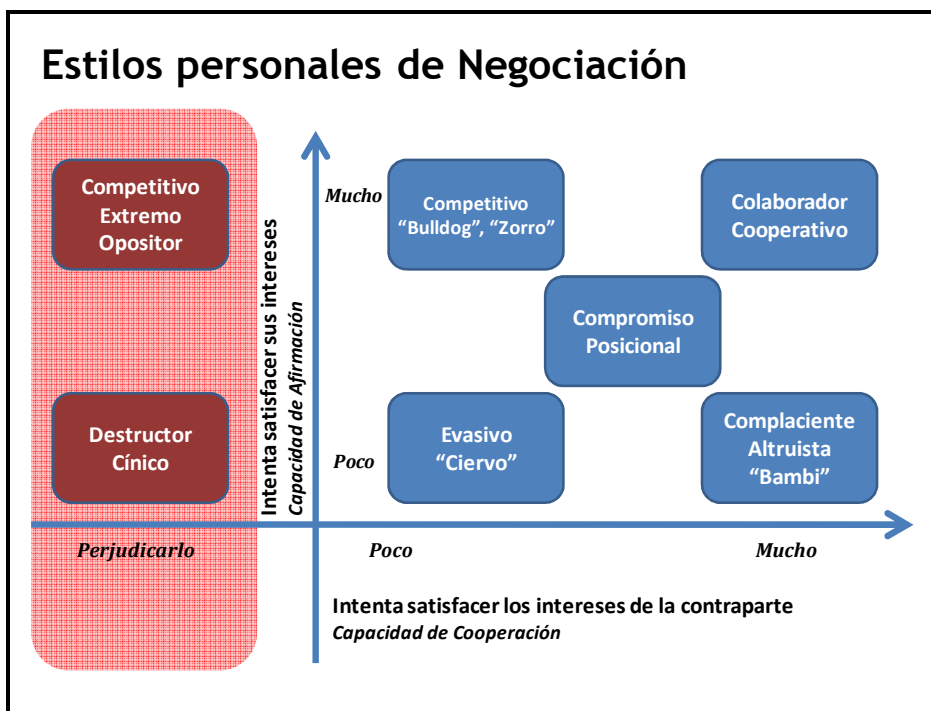 Estilos personales de Negociación
Competitivo
Extremo
Opositor
Destructor
Cínico
Perjudicarlo
Intenta satisfacer sus intereses
Capacidad de Afirmación
Mucho
Poco
Competitivo
“Bulldog”, “Zorro”
Colaborador
Cooperativo
Compromiso
Posicional
Evasivo
“Ciervo”
Complaciente
Altruista
“Bambi”
Poco
Mucho
Intenta satisfacer los intereses de la contraparte
Capacidad de Cooperación